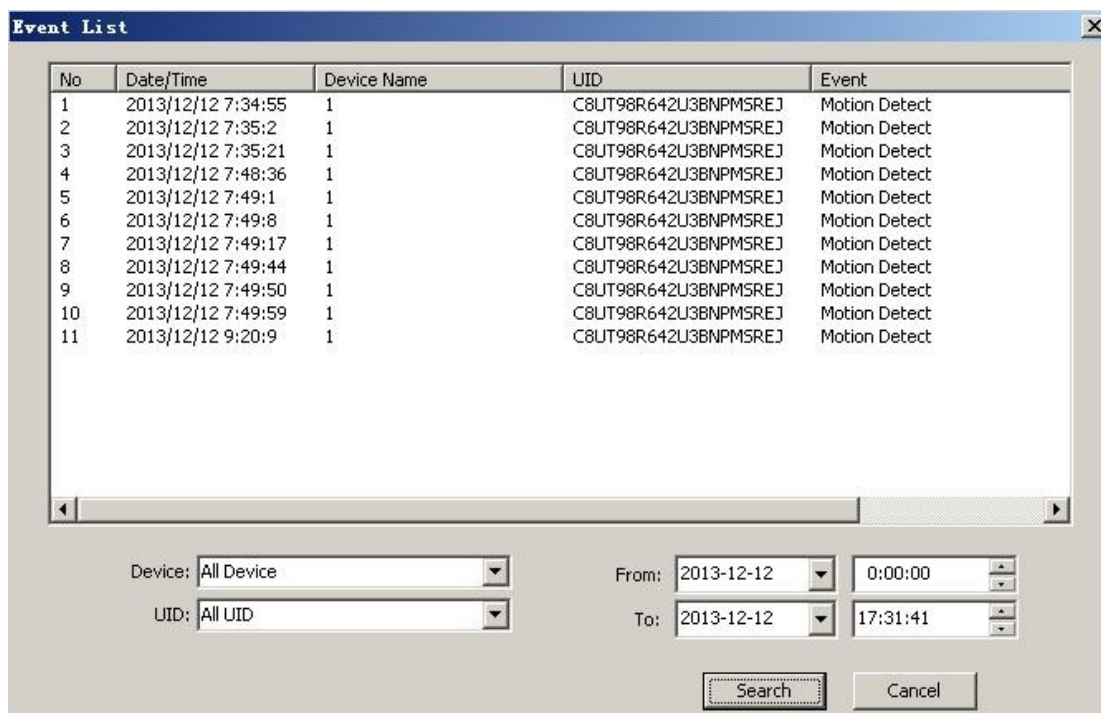 Event List
No Date/Time Device Name UID Event
1 2013/12/12 7:34:55 1 C8UT98R642U3BNPMSREJ Motion Detect
2 2013/12/12 7:35:2 1 C8UT98R642U3BNPMSREJ Motion Detect
3 2013/12/12 7:35:21 1 C8UT98R642U3BNPMSREJ Motion Detect
4 2013/12/12 7:48:36 1 C8UT98R642U3BNPMSREJ Motion Detect
5 2013/12/12 7:49:1 1 C8UT98R642U3BNPMSREJ Motion Detect
6 2013/12/12 7:49:8 1 C8UT98R642U3BNPMSREJ Motion Detect
7 2013/12/12 7:49:17 1 C8UT98R642U3BNPMSREJ Motion Detect
8 2013/12/12 7:49:44 1 C8UT98R642U3BNPMSREJ Motion Detect
9 2013/12/12 7:49:50 1 C8UT98R642U3BNPMSREJ Motion Detect
10 2013/12/12 7:49:59 1 C8UT98R642U3BNPMSREJ Motion Detect
11 2013/12/12 9:20:9 1 C8UT98R642U3BNPMSREJ Motion Detect
Device: All Device From: 2013-12-12 0:00:00
UID: All UID To: 2013-12-12 17:31:41
Search Cancel